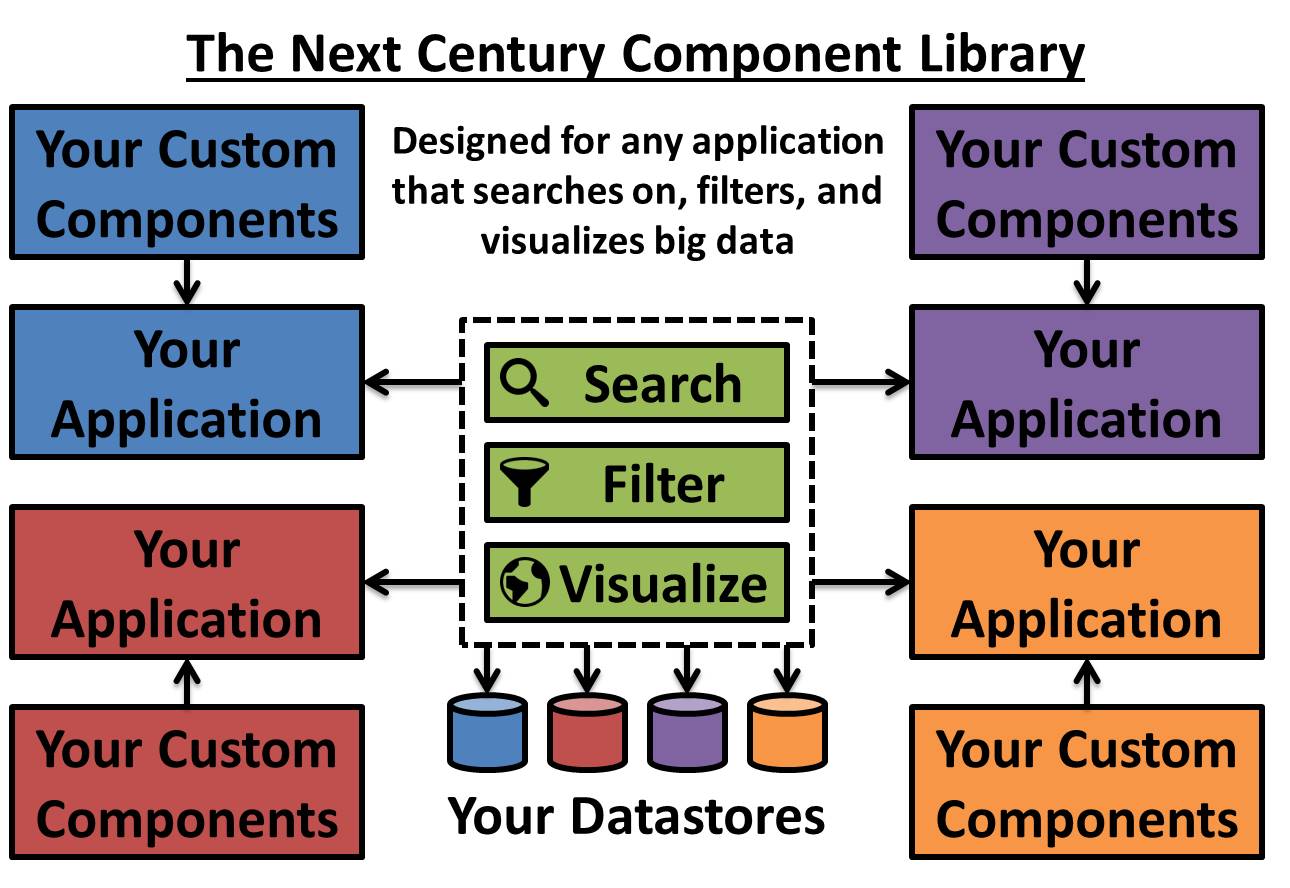 The Next Century Component Library
Your Custom
Components
Designed for any application
that searches on, filters, and
visualizes big data
Your Custom
Components
Your
Application
Search
Filter
Visualize
Your
Application
Your
Application
Your
Application
Your Custom
Components
Your Datastores
Your Custom
Components